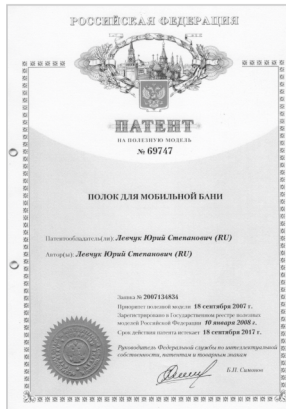 РОССИЙСКАЯ ФЕДЕРАЦИЯ
ПАТЕНТ
НА ПОЛЕЗНУЮ МОДЕЛЬ
№ 69747
ПОЛОК ДЛЯ МОБИЛЬНОЙ БАНИ
Патентообладатель(ли): Левчук Юрий Степанович (RU)
Автор(ы): Левчук Юрий Степанович (RU)
Заявка № 2007134834
Приоритет полезной модели 18 сентября 2007 г.
Зарегистрировано в Государственном реестре полезных
моделей Российской Федерации 10 января 2008 г.
Срок действия патента истекает 18 сентября 2017 г.
Руководитель Федеральной службы по интеллектуальной
собственности, патентам и товарным знакам
Б.П. Симонов